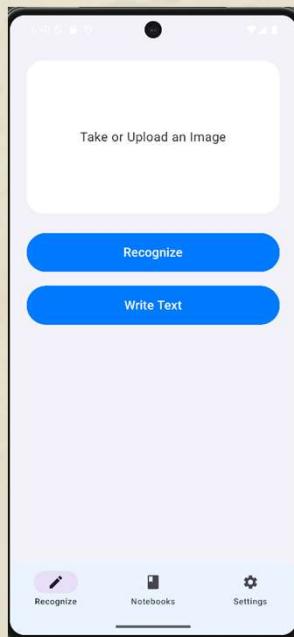 Take or Upload an Image
Recognize
Write Text
Recognize
Notebooks
Settings